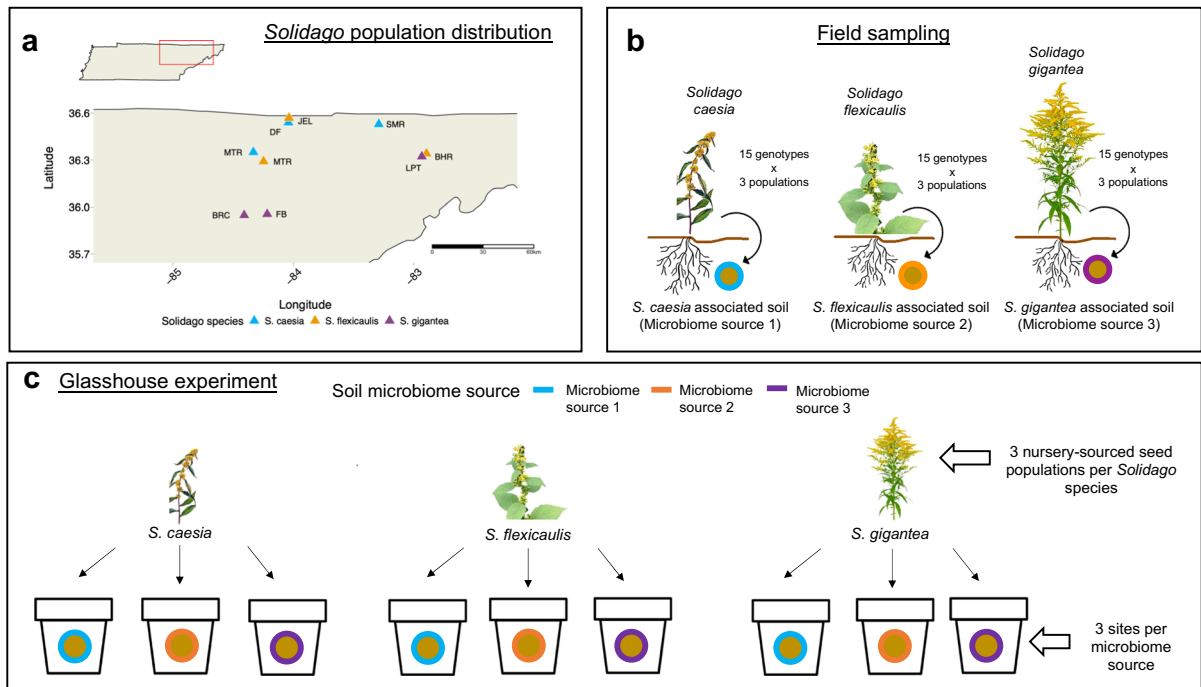 a
Solidago population distribution
36.6
36.3
36.0
35.7
Latitude
JEL
DF
SMR
MTR
MTR
BHR
LPT
BRC
FB
0
30
60km
−85
−84
−83
Longitude
Solidago species
S. caesia
S. flexicaulis
S. gigantea
b
Field sampling
Solidago
caesia
15 genotypes
x
3 populations
S. caesia associated soil
(Microbiome source 1)
Solidago
flexicaulis
15 genotypes
x
3 populations
S. flexicaulis associated soil
(Microbiome source 2)
Solidago
gigantea
15 genotypes
x
3 populations
S. gigantea associated soil
(Microbiome source 3)
c
Glasshouse experiment
Soil microbiome source
Microbiome
source 1
Microbiome
source 2
Microbiome
source 3
S. caesia
S. flexicaulis
S. gigantea
3 nursery-sourced seed
populations per Solidago
species
3 sites per
microbiome
source